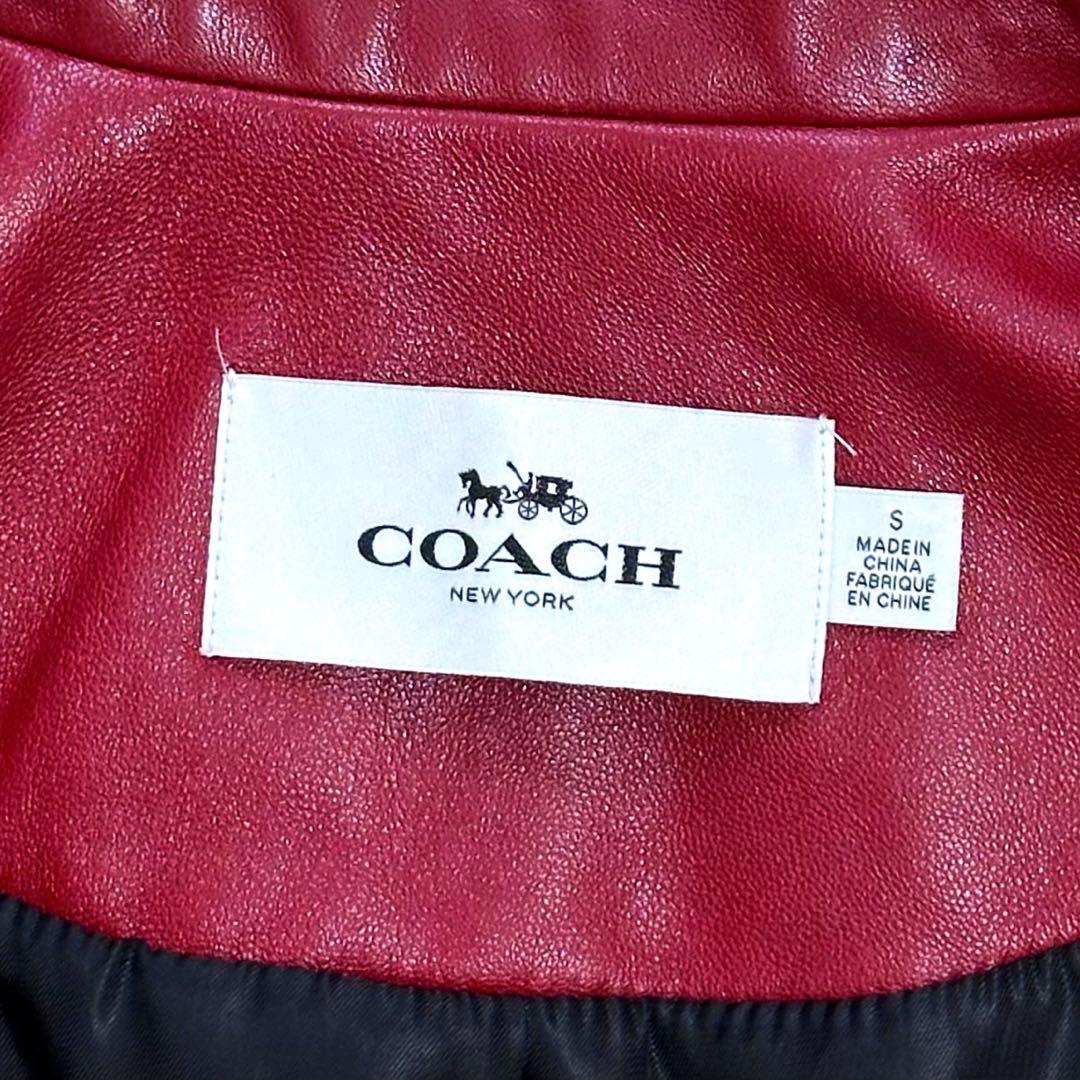 COACH
NEW YORK
S
MADE IN
CHINA
FABRIQUÉ
EN CHINE